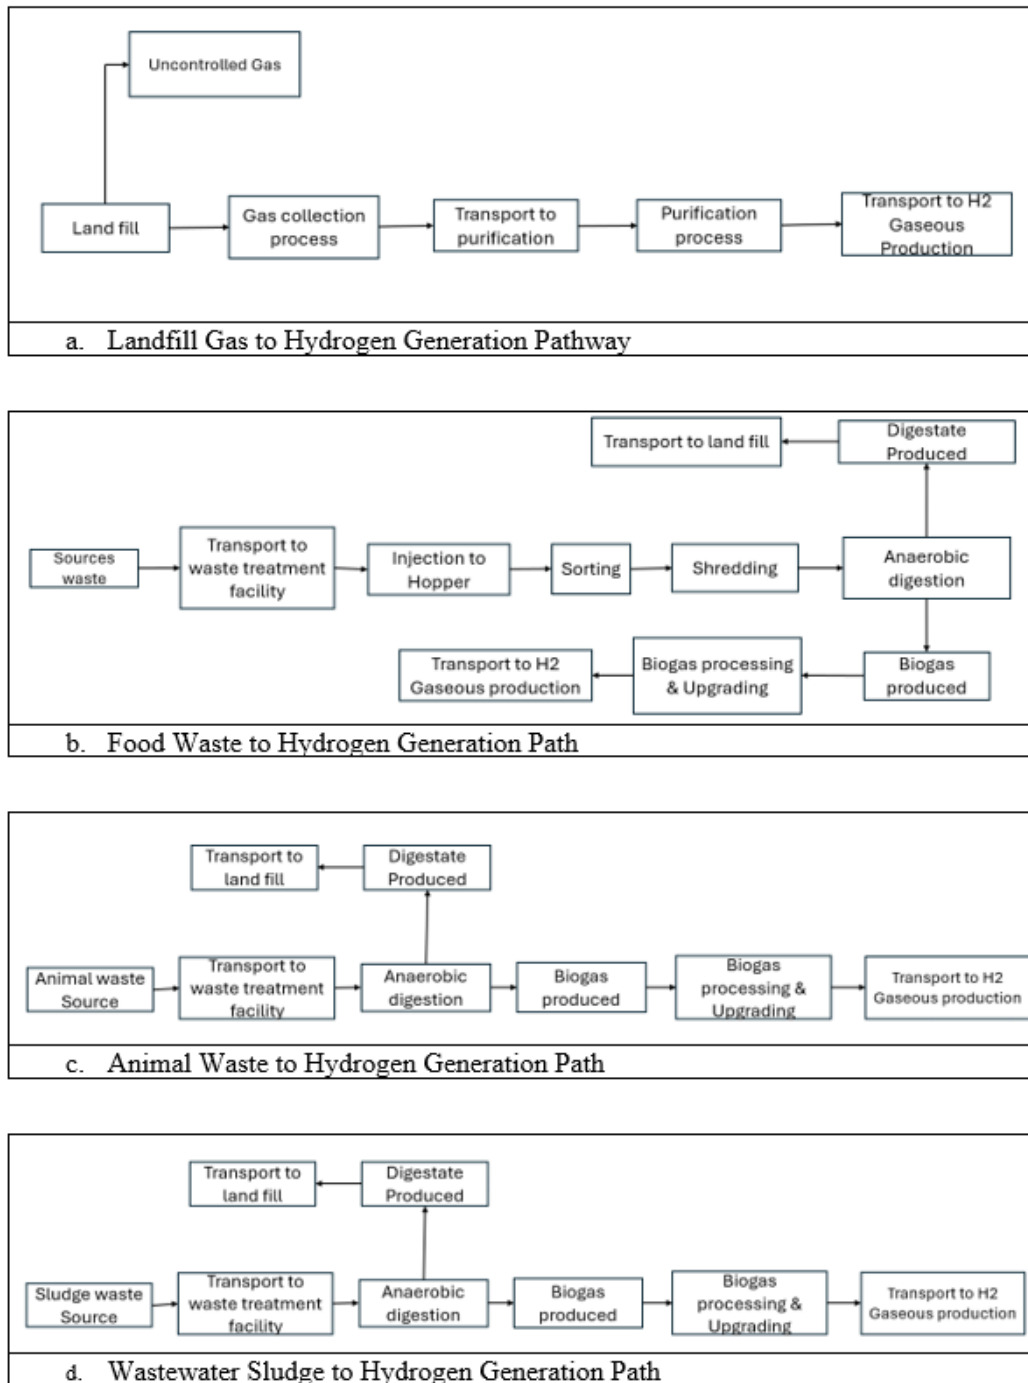 Uncontrolled Gas
Land fill
Gas collection
process
Transport to
purification
Purification
process
Transport to H2
Gaseous
Production
a. Landfill Gas to Hydrogen Generation Pathway
Transport to land fill
Digestate
Produced
Sources
waste
Transport to
waste treatment
facility
Injection to
Hopper
Sorting
Shredding
Anaerobic
digestion
Transport to H2
Gaseous production
Biogas processing
& Upgrading
Biogas
produced
b. Food Waste to Hydrogen Generation Path
Transport to
land fill
Digestate
Produced
Animal waste
Source
Transport to
waste treatment
facility
Anaerobic
digestion
Biogas
produced
Biogas
processing &
Upgrading
Transport to H2
Gaseous production
c. Animal Waste to Hydrogen Generation Path
Transport to
land fill
Digestate
Produced
Sludge waste
Source
Transport to
waste treatment
facility
Anaerobic
digestion
Biogas
produced
Biogas
processing &
Upgrading
Transport to H2
Gaseous production
d. Wastewater Sludge to Hydrogen Generation Path